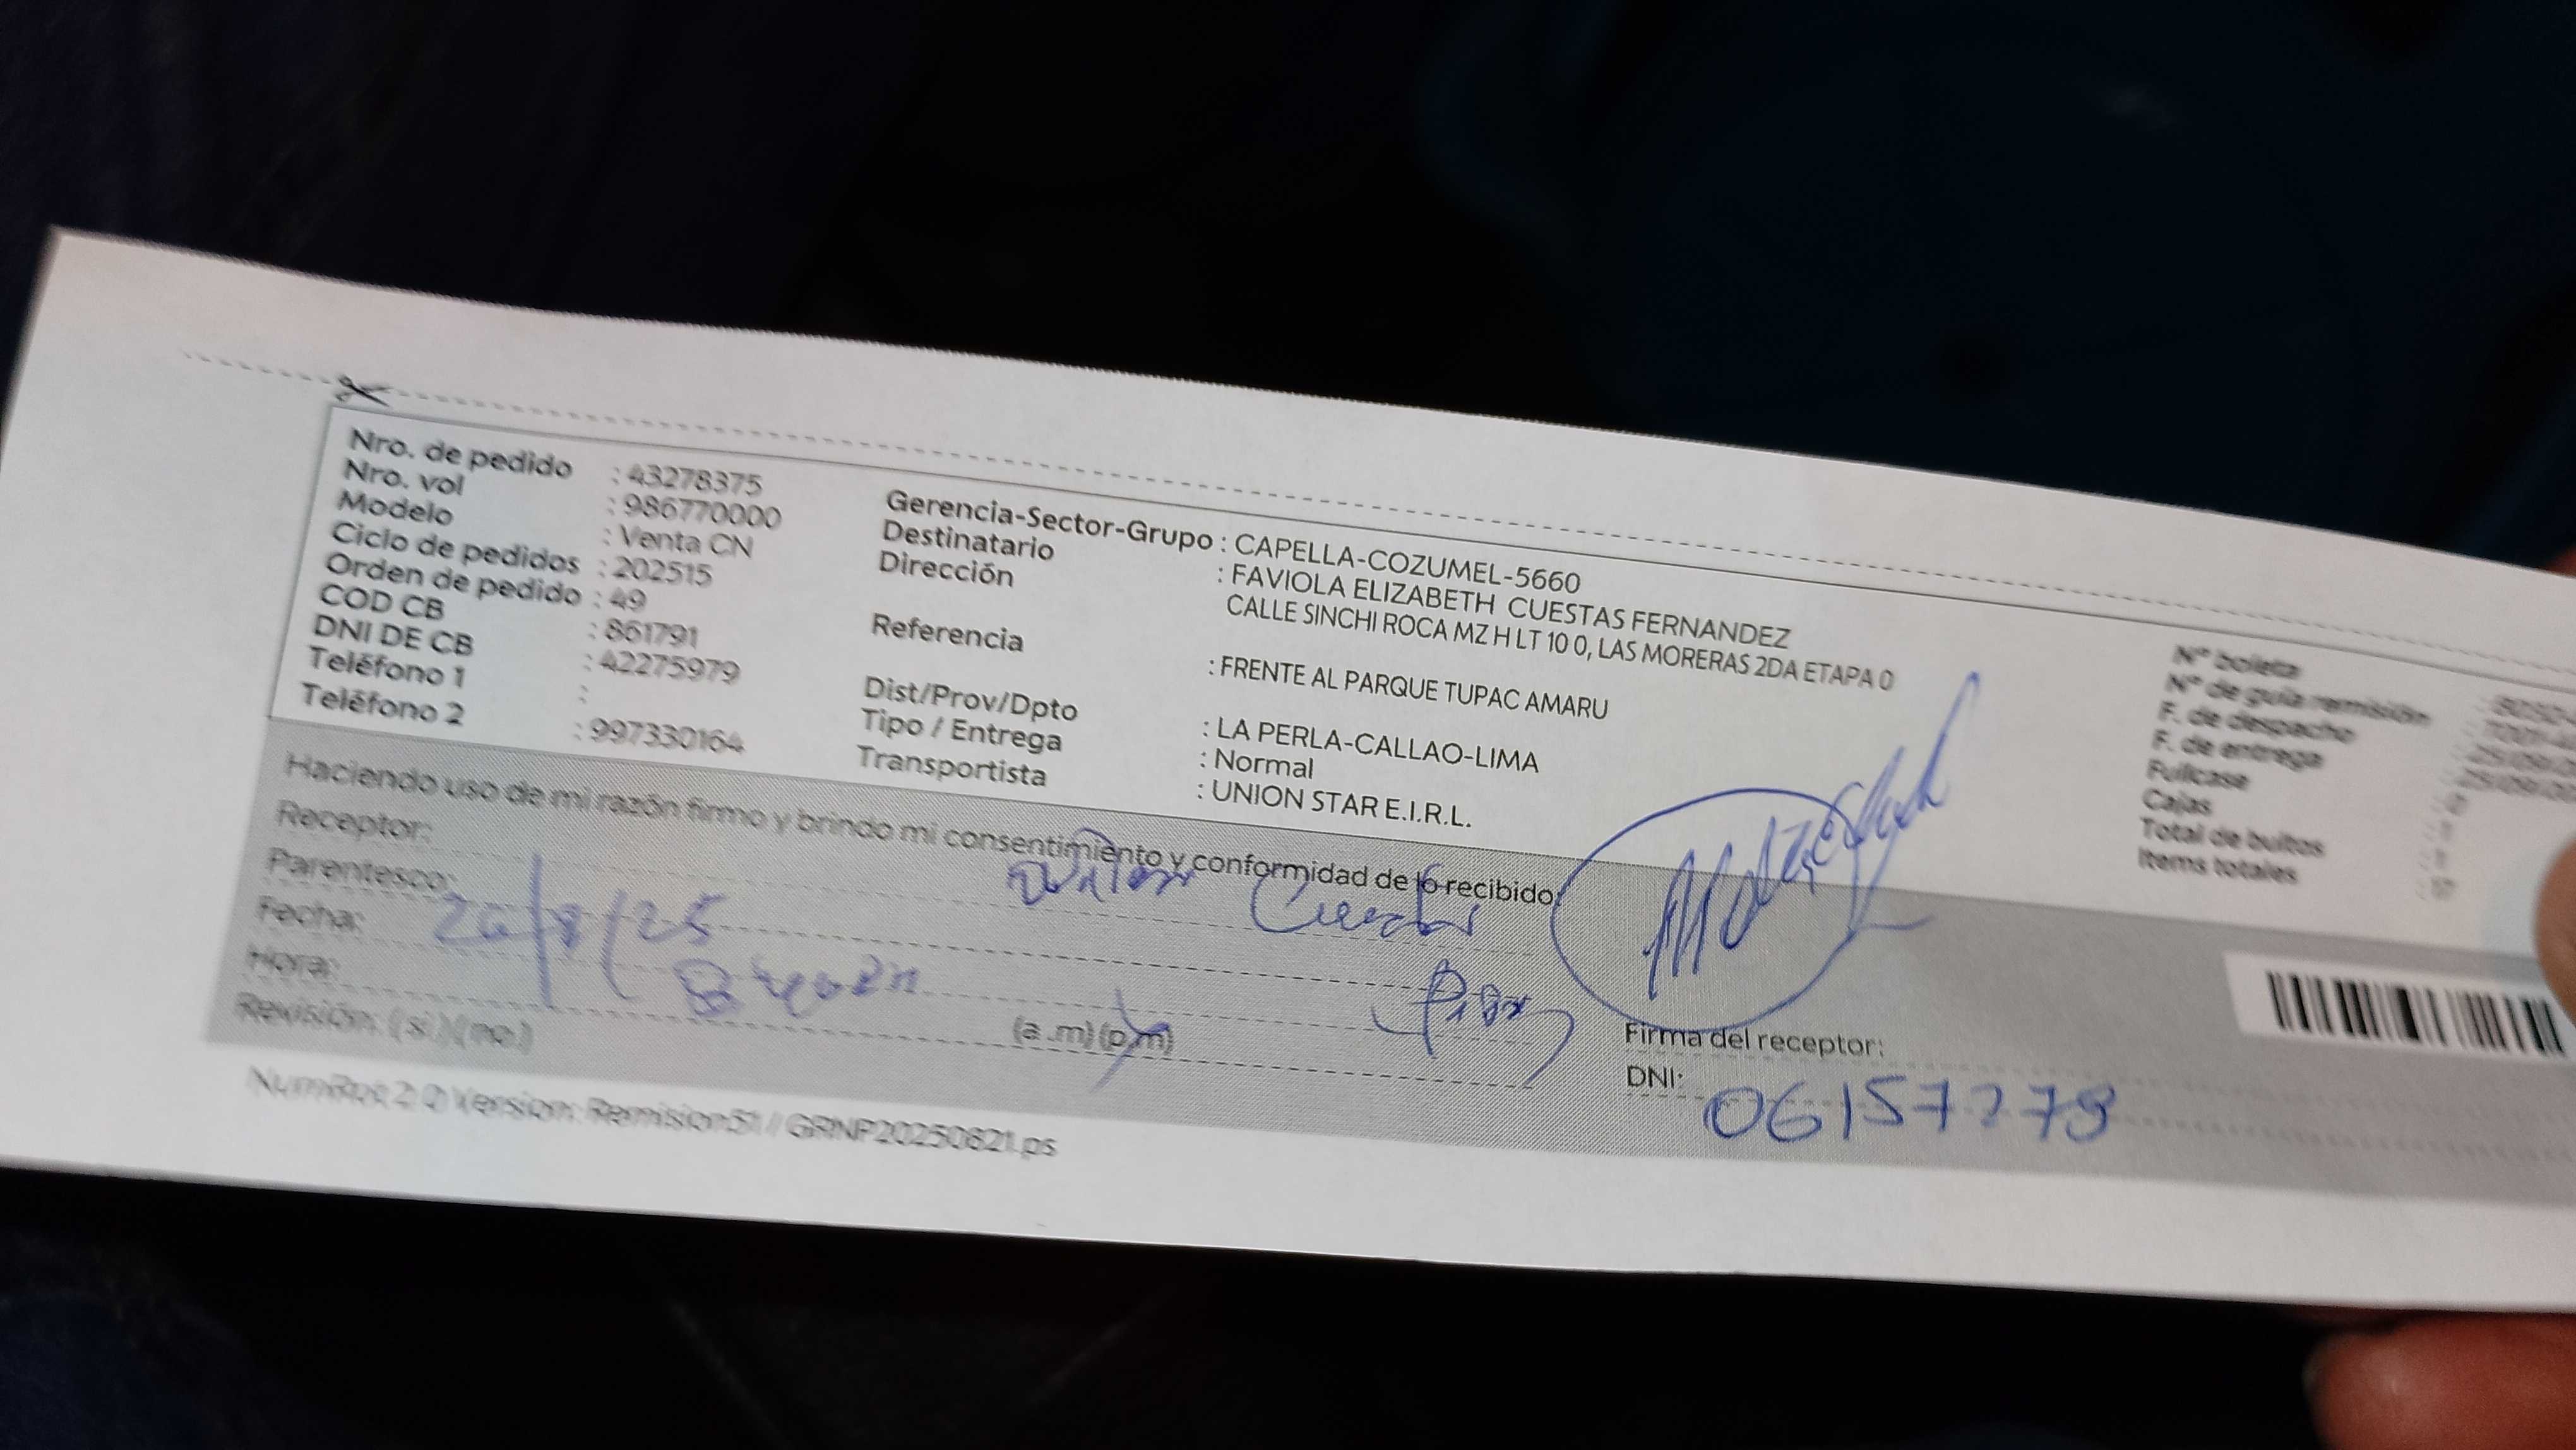 Nro. de pedido : 43278375
Nro. vol : 986770000
Modelo : Venta CN
Ciclo de pedidos : 202515
Orden de pedido : 49
COD CB : 861791
DNI DE CB : 42275979
Teléfono 1 :
Teléfono 2 : 997330164
Gerencia-Sector-Grupo : CAPELLA-COZUMEL-5660
Destinatario : FAVIOLA ELIZABETH CUESTAS FERNANDEZ
Dirección CALLE SINCHI ROCA MZ H LT 10 0, LAS MORERAS 2DA ETAPA 0
Referencia : FRENTE AL PARQUE TUPAC AMARU
Dist/Prov/Dpto : LA PERLA-CALLAO-LIMA
Tipo / Entrega : Normal
Transportista : UNION STAR E.I.R.L.
N° boleta
N° de guía remisión
F. de despacho
F. de entrega
Fullcase
Cajas
Total de bultos
Items totales
Haciendo uso de mi razón firmo y brindo mi consentimiento y conformidad de lo recibido:
Receptor:
Parentesco:
Fecha: 26/8/25
Hora: (a .m) (p.m)
Revisión: ( si ) ( no )
Firma del receptor:
DNI:
Version: Remision51 / GRNP20250821.ps